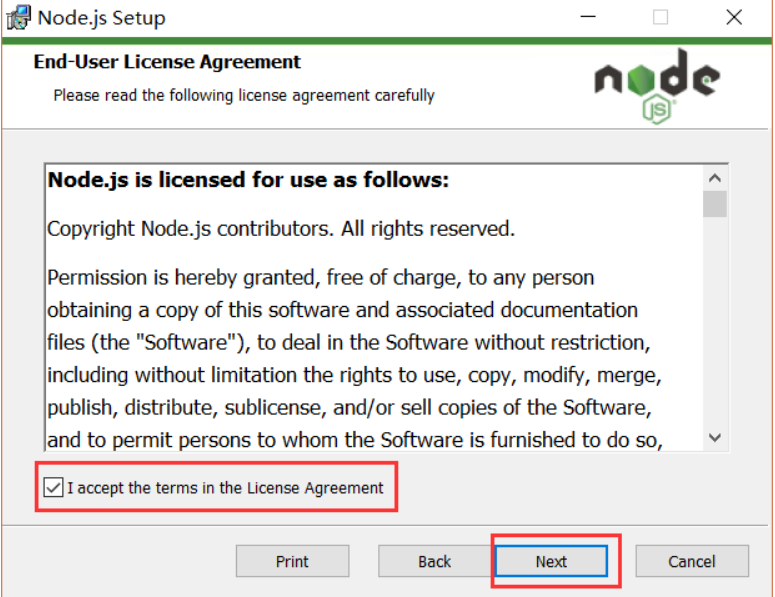 Node.js Setup
End-User License Agreement
Please read the following license agreement carefully
node
JS
Node.js is licensed for use as follows:
Copyright Node.js contributors. All rights reserved.
Permission is hereby granted, free of charge, to any person
obtaining a copy of this software and associated documentation
files (the "Software"), to deal in the Software without restriction,
including without limitation the rights to use, copy, modify, merge,
publish, distribute, sublicense, and/or sell copies of the Software,
and to permit persons to whom the Software is furnished to do so,
I accept the terms in the License Agreement
Print Back Next Cancel